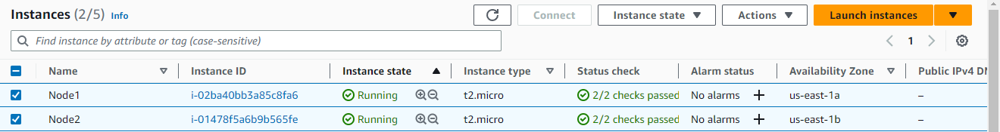 Instances (2/5) Info Connect Instance state Actions Launch instances
Find instance by attribute or tag (case-sensitive) 1
Name Instance ID Instance state Instance type Status check Alarm status Availability Zone Public IPv4 DN
Node1 i-02ba40bb3a85c8fa6 Running t2.micro 2/2 checks passed No alarms + us-east-1a –
Node2 i-01478f5a6b9b565fe Running t2.micro 2/2 checks passed No alarms + us-east-1b –